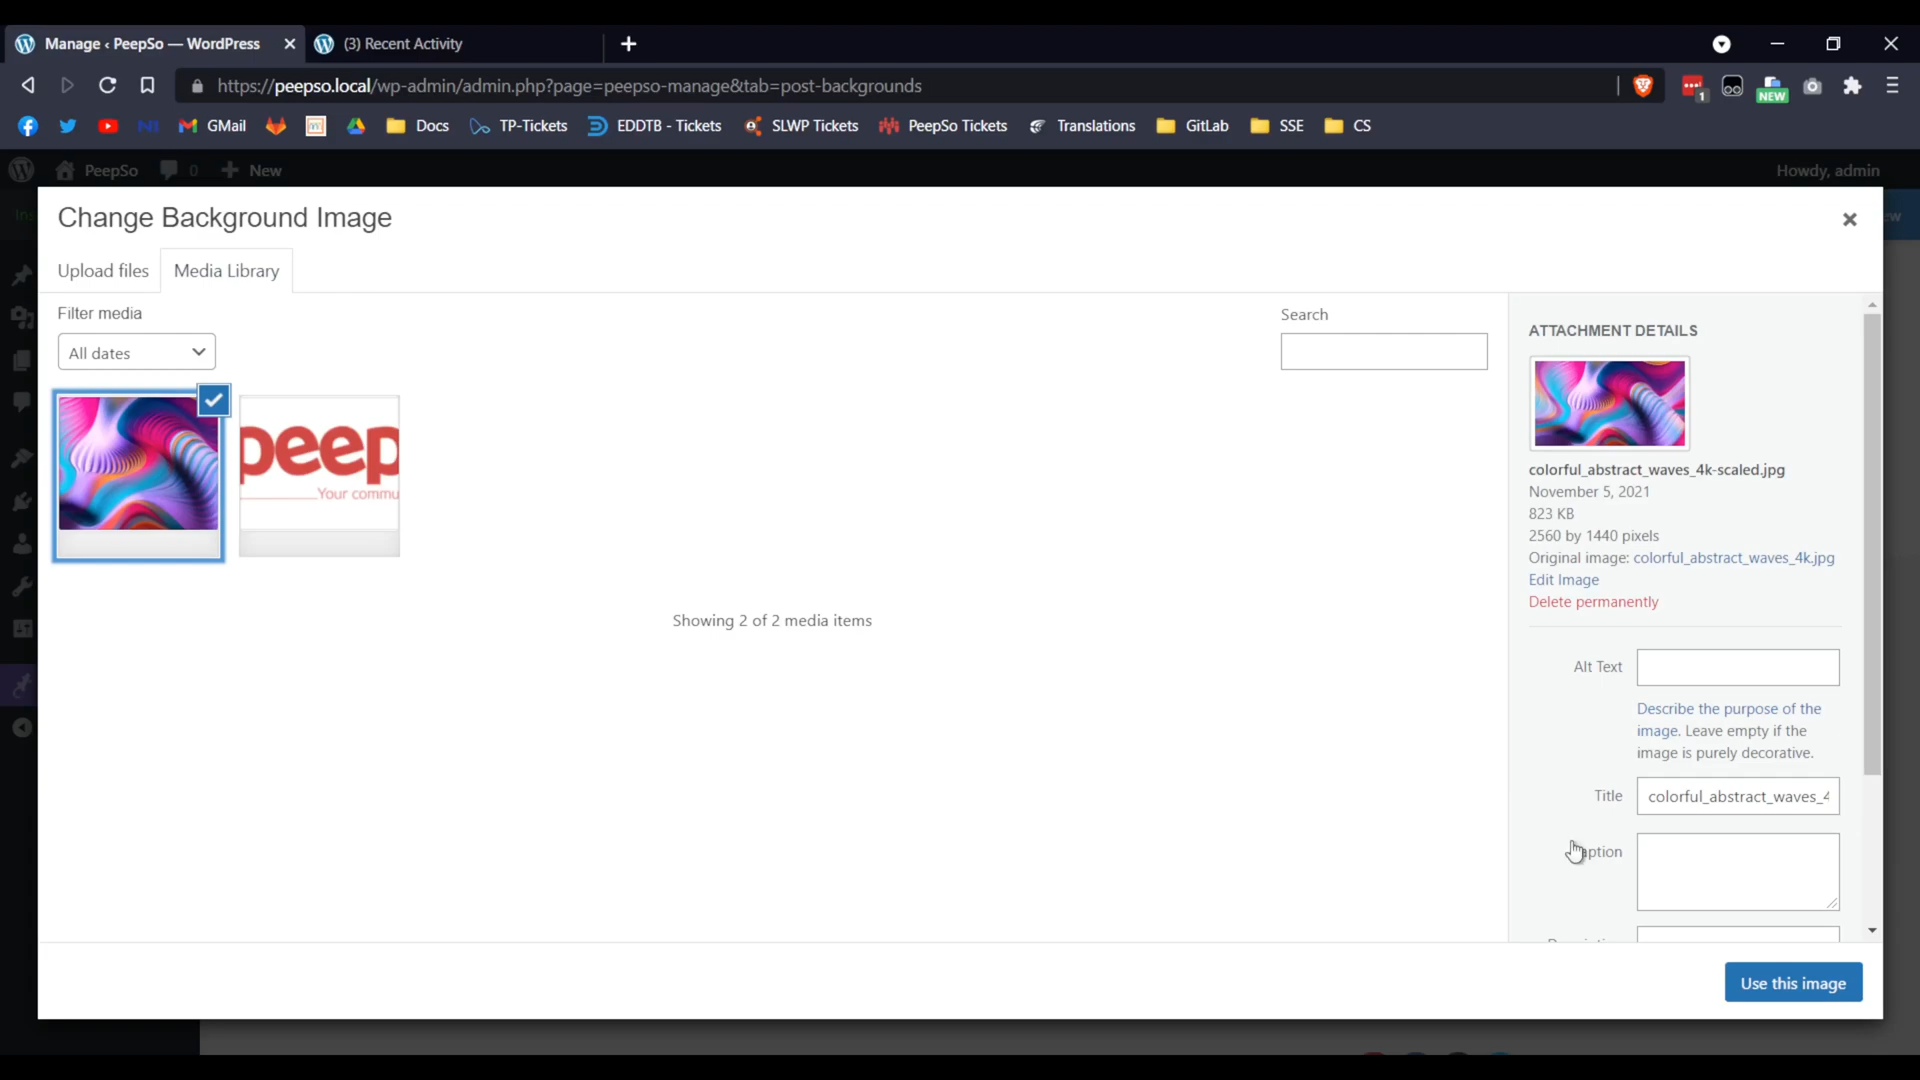 Manage ‹ PeepSo — WordPress
(3) Recent Activity
https://peepso.local/wp-admin/admin.php?page=peepso-manage&tab=post-backgrounds
1
NEW
GMail
Docs
TP-Tickets
EDDTB - Tickets
SLWP Tickets
PeepSo Tickets
Translations
GitLab
SSE
CS
PeepSo
0
New
Howdy, admin
Change Background Image
Upload files
Media Library
Filter media
All dates
Search
peep
Your commu
Showing 2 of 2 media items
ATTACHMENT DETAILS
colorful_abstract_waves_4k-scaled.jpg
November 5, 2021
823 KB
2560 by 1440 pixels
Original image: colorful_abstract_waves_4k.jpg
Edit Image
Delete permanently
Alt Text
Describe the purpose of the
image. Leave empty if the
image is purely decorative.
Title
colorful_abstract_waves_4
aption
Use this image